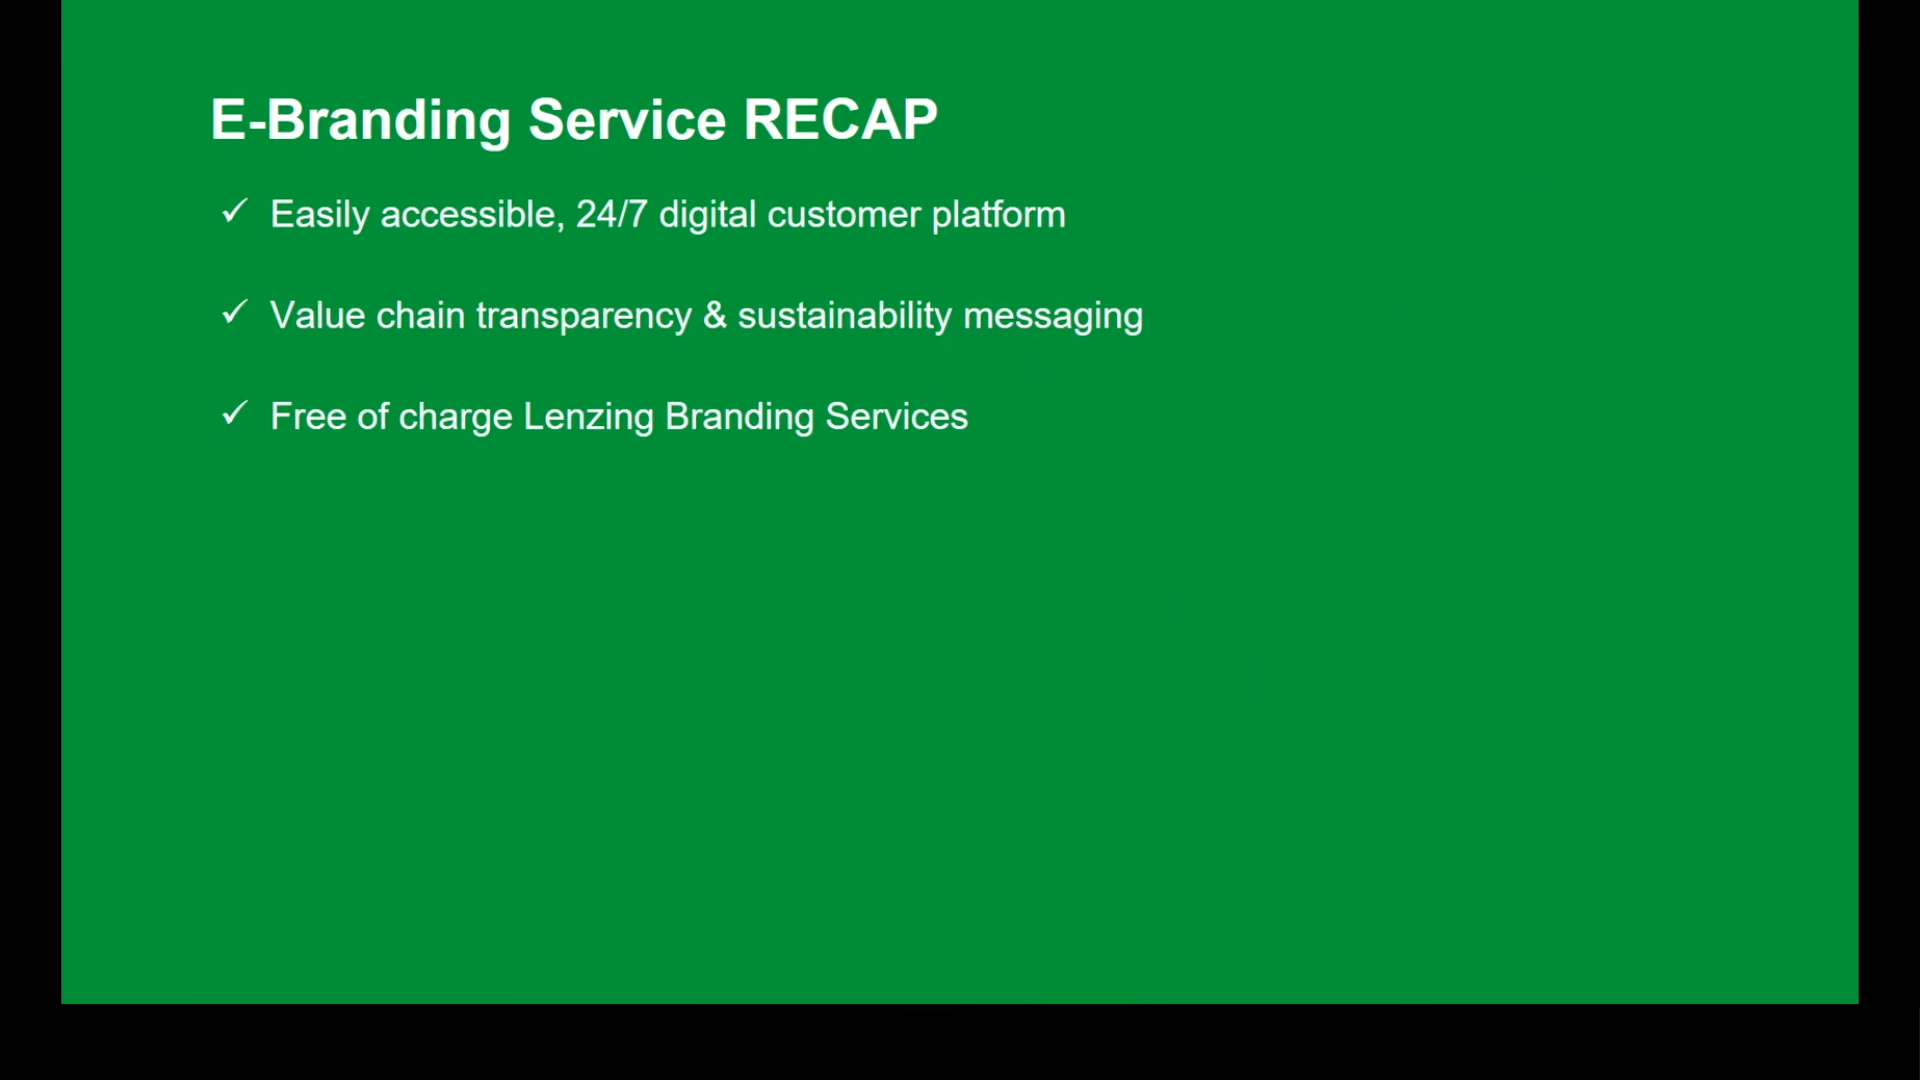 E-Branding Service RECAP
✓ Easily accessible, 24/7 digital customer platform
✓ Value chain transparency & sustainability messaging
✓ Free of charge Lenzing Branding Services